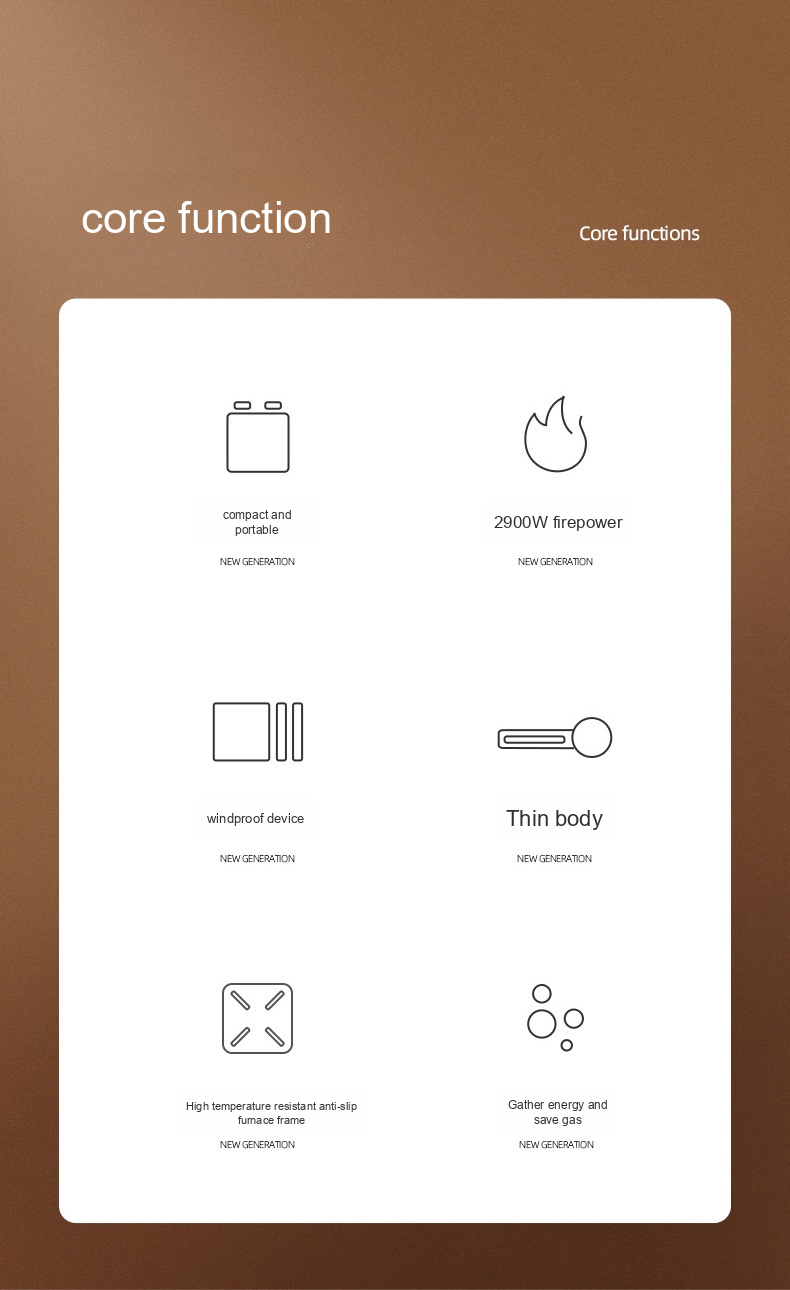 core function
Core functions
compact and
portable
NEW GENERATION
2900W firepower
NEW GENERATION
windproof device
NEW GENERATION
Thin body
NEW GENERATION
High temperature resistant anti-slip
furnace frame
NEW GENERATION
Gather energy and
save gas
NEW GENERATION